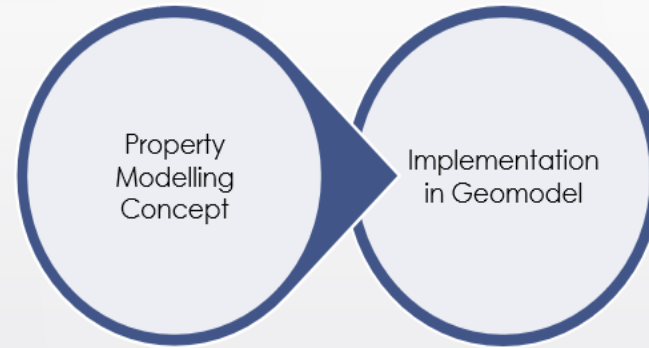 Property
Modelling
Concept
Implementation
in Geomodel